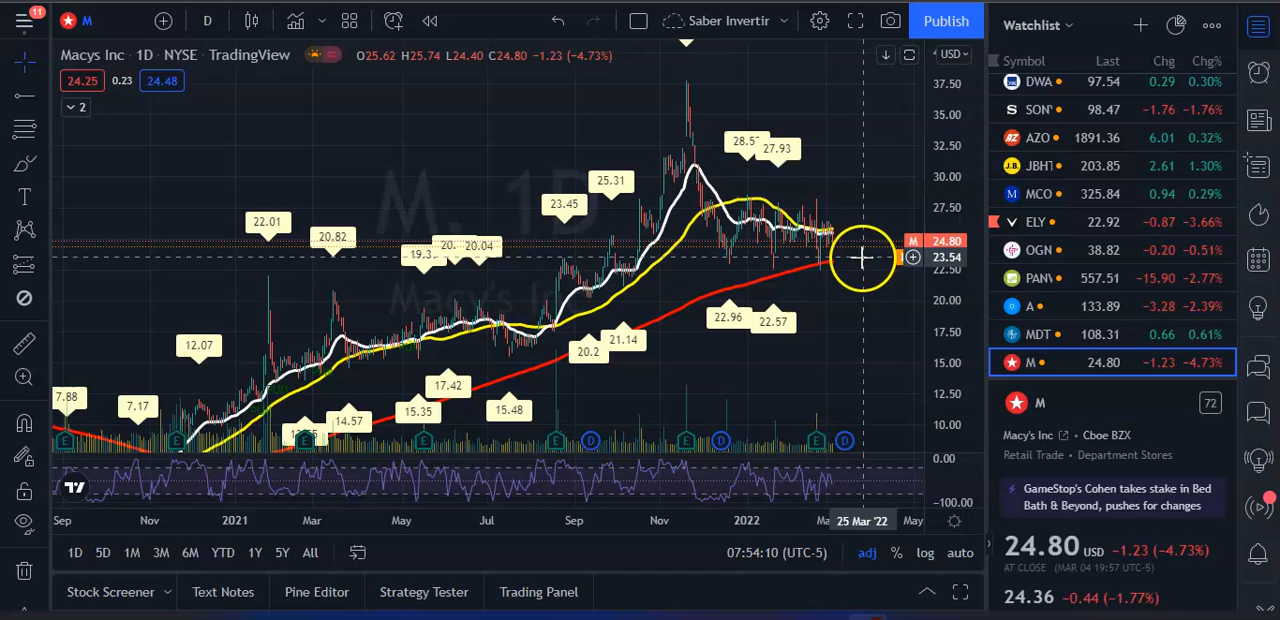 11
M
D
Saber Invertir
Publish
Macys Inc • 1D • NYSE • TradingView
O25.62 H25.74 L24.40 C24.80 −1.23 (−4.73%)
24.25 0.23 24.48
2
USD
37.50
35.00
30.00
27.50
M 24.80
23.54
22.50
20.00
17.50
15.00
12.50
10.00
0.00
−100.00
M, 1D
Macy's Inc
7.88
7.17
12.07
22.01
20.82
14.57
15.35
17.42
20.04
15.48
23.45
20.2
25.31
21.14
22.96
27.93
22.57
E E E E E D E D E D
Sep Nov 2021 Mar May Jul Sep Nov 2022 25 Mar '22 May
1D 5D 1M 3M 6M YTD 1Y 5Y All
07:54:10 (UTC-5) adj % log auto
Stock Screener Text Notes Pine Editor Strategy Tester Trading Panel
Watchlist
Symbol Last Chg Chg%
DWA 97.54 0.29 0.30%
SON 98.47 −1.76 −1.76%
AZO 1891.36 6.01 0.32%
J.B. JBHT 203.85 2.61 1.30%
M MCO 325.84 0.94 0.29%
ELY 22.92 −0.87 −3.66%
OGN 38.82 −0.20 −0.51%
PANW 557.51 −15.90 −2.77%
A 133.89 −3.28 −2.39%
MDT 108.31 0.66 0.61%
M 24.80 −1.23 −4.73%
M 72
Macy's Inc • Cboe BZX
Retail Trade • Department Stores
GameStop's Cohen takes stake in Bed
Bath & Beyond, pushes for changes
24.80 USD −1.23 (−4.73%)
AT CLOSE (MAR 04 19:57 UTC-5)
24.36 −0.44 (−1.77%)